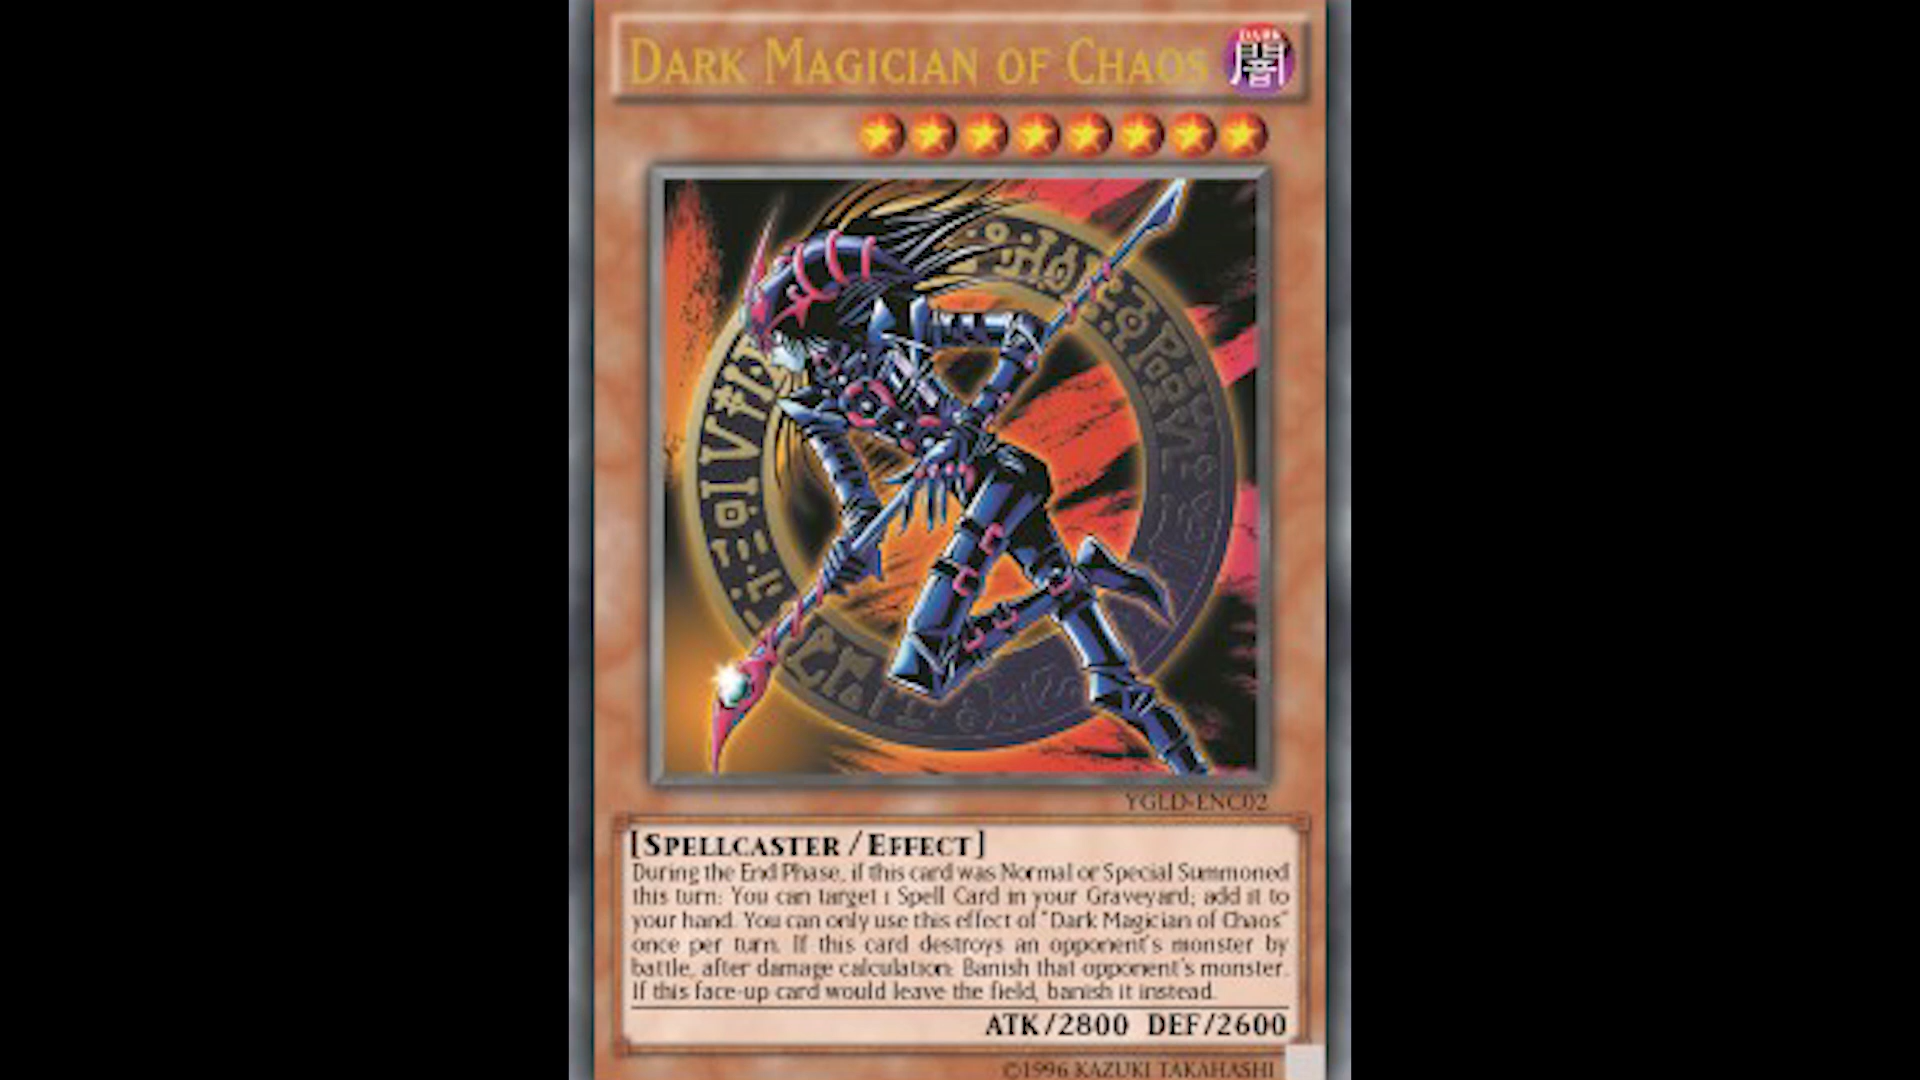 DARK MAGICIAN OF CHAOS
DARK
闇
YGLD-ENC02
[SPELLCASTER / EFFECT]
During the End Phase, if this card was Normal or Special Summoned
this turn: You can target 1 Spell Card in your Graveyard; add it to
your hand. You can only use this effect of "Dark Magician of Chaos"
once per turn. If this card destroys an opponent's monster by
battle, after damage calculation: Banish that opponent's monster.
If this face-up card would leave the field, banish it instead.
ATK/2800 DEF/2600
©1996 KAZUKI TAKAHASHI